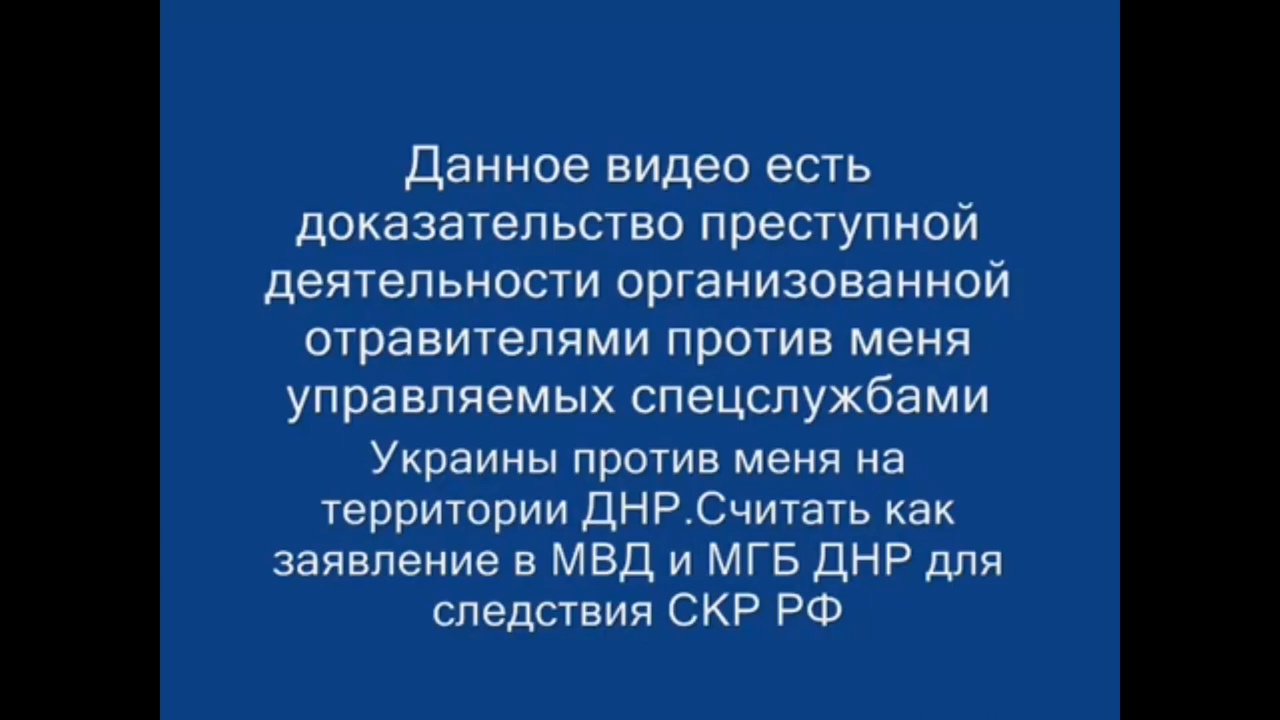 Данное видео есть
доказательство преступной
деятельности организованной
отравителями против меня
управляемых спецслужбами
Украины против меня на
территории ДНР.Считать как
заявление в МВД и МГБ ДНР для
следствия СКР РФ